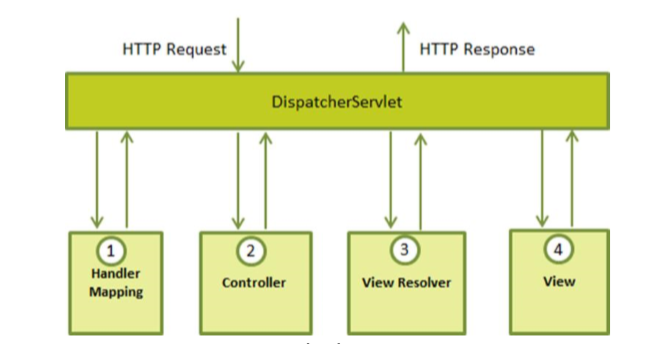 HTTP Request
HTTP Response
DispatcherServlet
1
Handler
Mapping
2
Controller
3
View Resolver
4
View